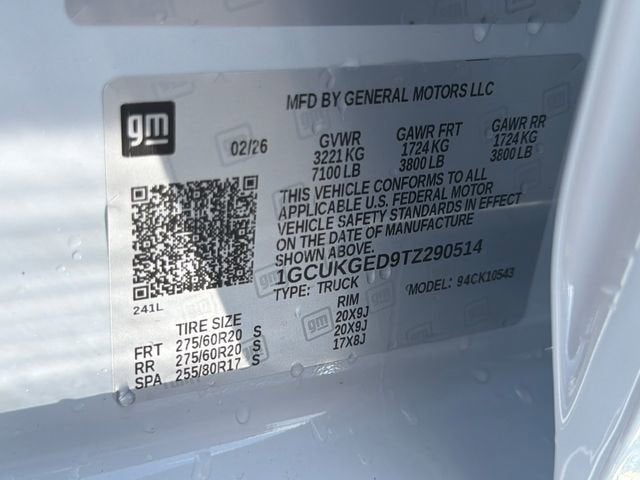 MFD BY GENERAL MOTORS LLC
gm
02/26 GVWR GAWR FRT GAWR RR
3221 KG 1724 KG 1724 KG
7100 LB 3800 LB 3800 LB
THIS VEHICLE CONFORMS TO ALL
APPLICABLE U.S. FEDERAL MOTOR
VEHICLE SAFETY STANDARDS IN EFFECT
ON THE DATE OF MANUFACTURE
SHOWN ABOVE.
1GCUKGED9TZ290514
TYPE: TRUCK MODEL: 94CK10543
241L
TIRE SIZE RIM
FRT 275/60R20 S 20X9J
RR 275/60R20 S 20X9J
SPA 255/80R17 S 17X8J
gm